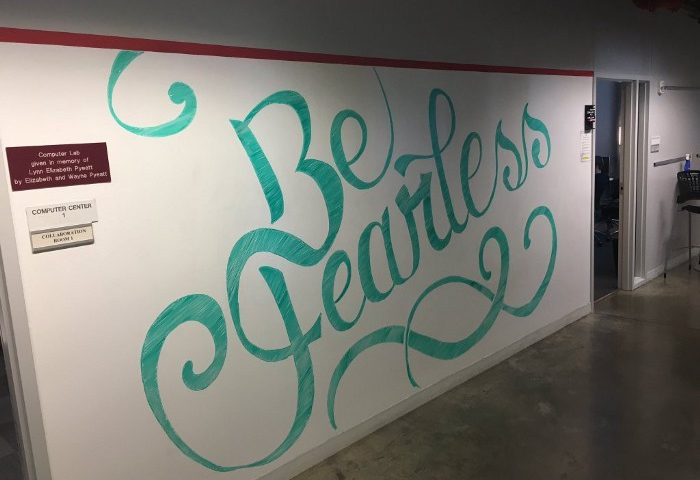 Be
Fearless
Computer Lab
given in memory of
Lynn Elizabeth Pyeatt
by Elizabeth and Wayne Pyeatt
COMPUTER CENTER
1
COLLABORATION
ROOM 1